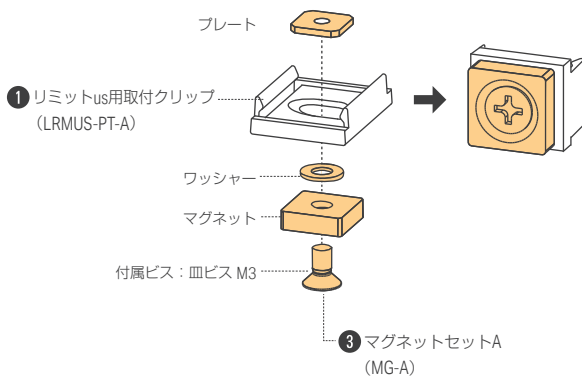 プレート
1 リミットus用取付クリップ
（LRMUS-PT-A）
ワッシャー
マグネット
付属ビス：皿ビス M3
3 マグネットセットA
（MG-A）